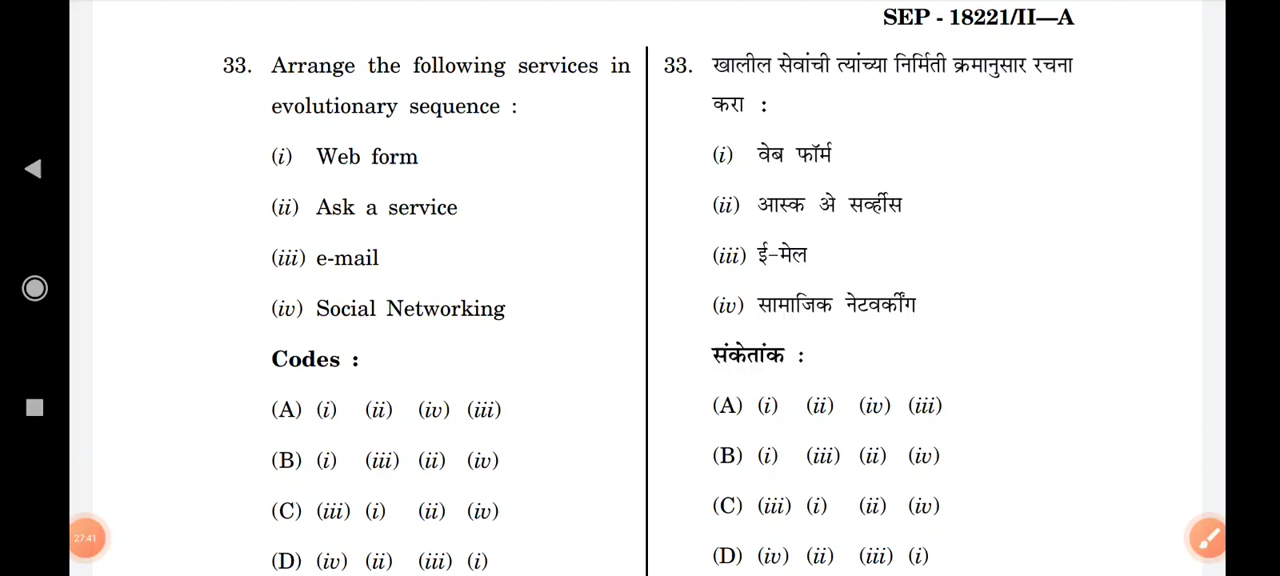 SEP - 18221/II—A
33. Arrange the following services in
evolutionary sequence :
(i) Web form
(ii) Ask a service
(iii) e-mail
(iv) Social Networking
Codes :
(A) (i) (ii) (iv) (iii)
(B) (i) (iii) (ii) (iv)
(C) (iii) (i) (ii) (iv)
(D) (iv) (ii) (iii) (i)
33. खालील सेवांची त्यांच्या निर्मिती क्रमानुसार रचना
करा :
(i) वेब फॉर्म
(ii) आस्क अे सर्व्हीस
(iii) ई-मेल
(iv) सामाजिक नेटवर्कींग
संकेतांक :
(A) (i) (ii) (iv) (iii)
(B) (i) (iii) (ii) (iv)
(C) (iii) (i) (ii) (iv)
(D) (iv) (ii) (iii) (i)
27:41